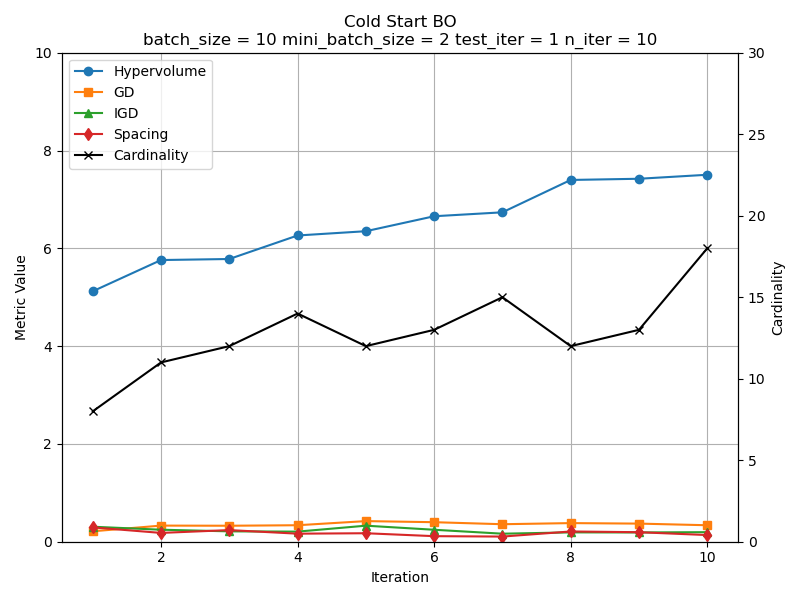 Cold Start BO
batch_size = 10 mini_batch_size = 2 test_iter = 1 n_iter = 10
Hypervolume
GD
IGD
Spacing
Cardinality
10
8
6
4
2
0
Metric Value
30
25
20
15
10
5
0
Cardinality
2
4
6
8
10
Iteration